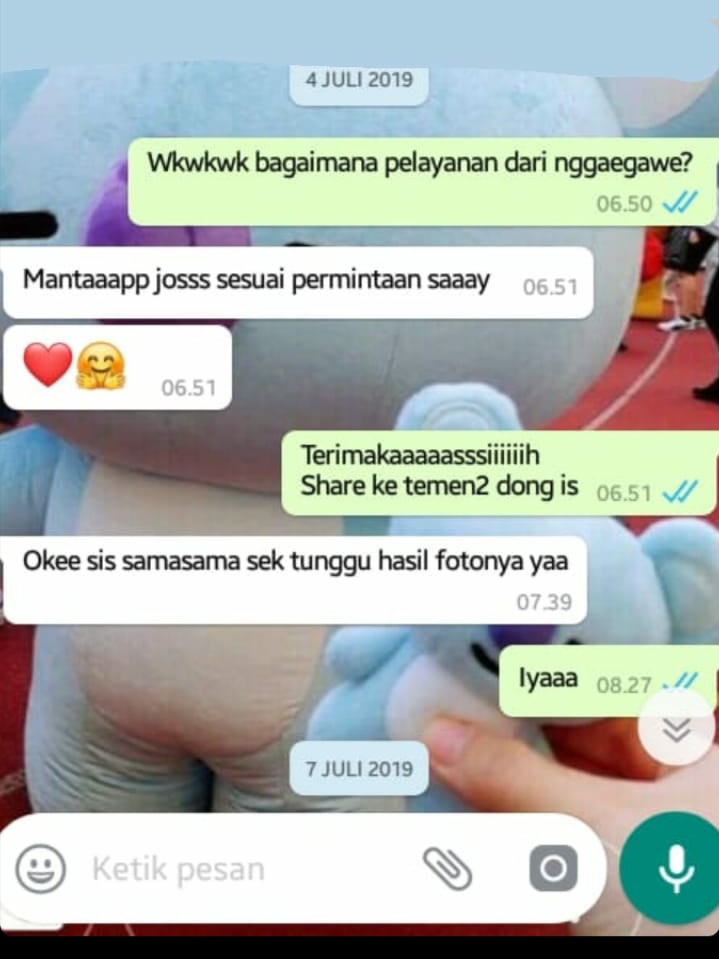 4 JULI 2019
Wkwkwk bagaimana pelayanan dari nggaegawe?
06.50
Mantaaapp josss sesuai permintaan saaay
06.51
❤️🤗
06.51
Terimakaaaaasssiiiiiih
Share ke temen2 dong is
06.51
Okee sis samasama sek tunggu hasil fotonya yaa
07.39
Iyaaa
08.27
7 JULI 2019
Ketik pesan